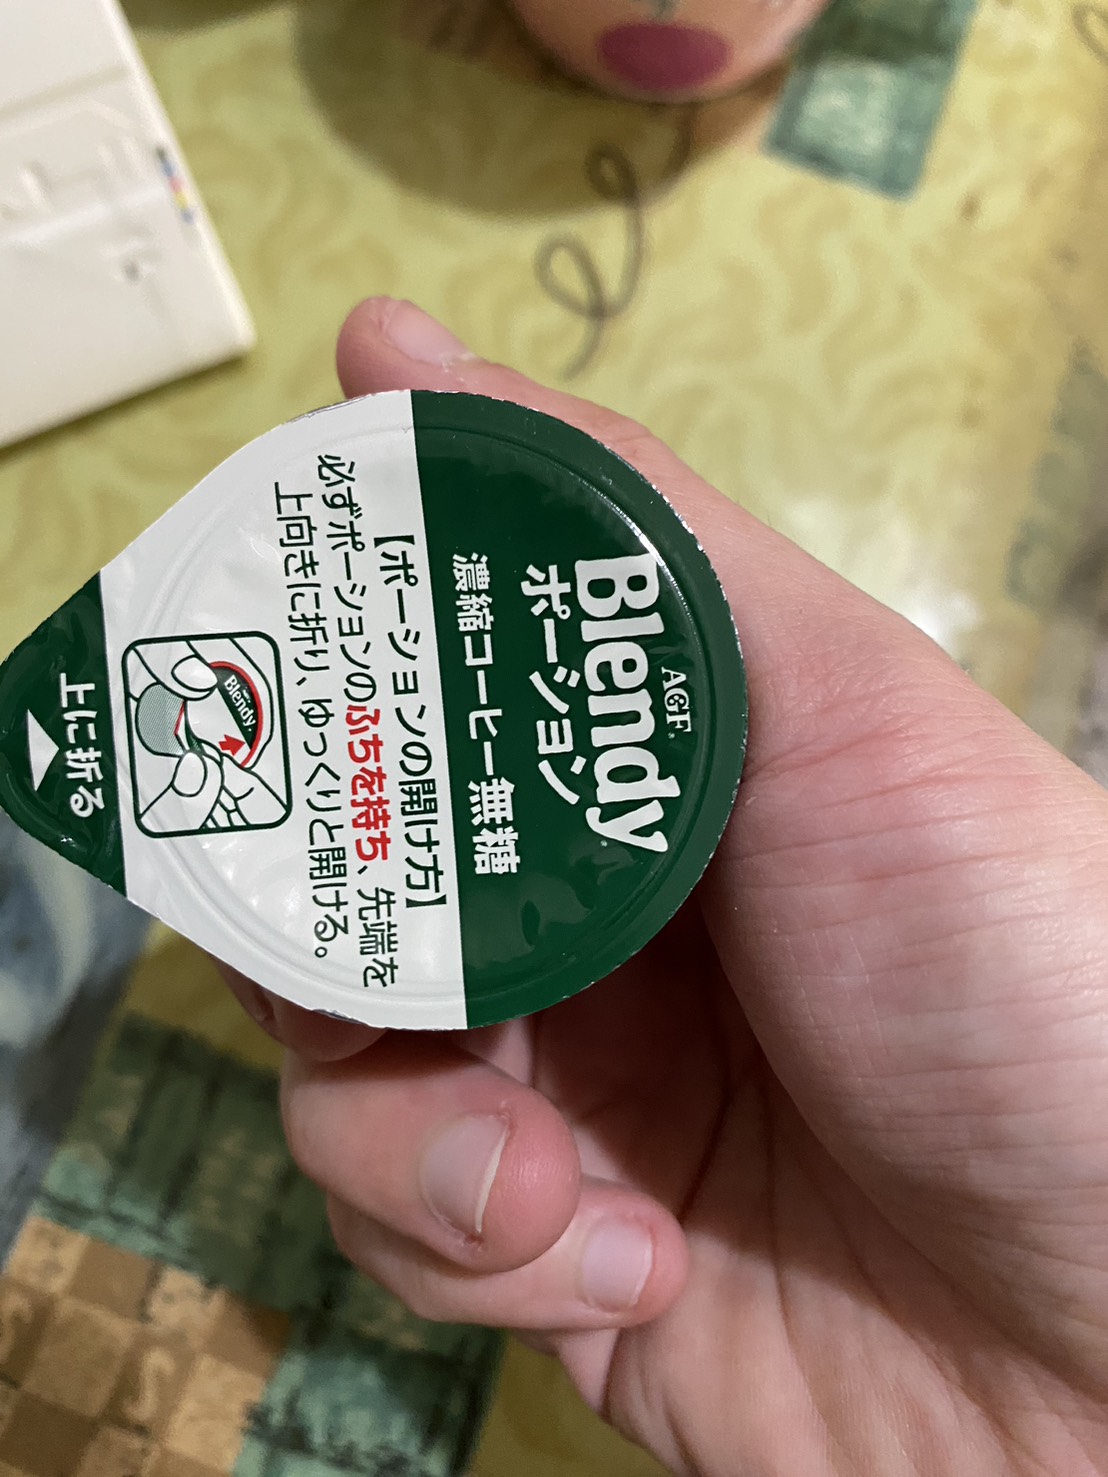 AGF®
Blendy®
ポーション
濃縮コーヒー無糖
【ポーションの開け方】
必ずポーションのふちを持ち、先端を
上向きに折り、ゆっくりと開ける。
Blendy
上に折る